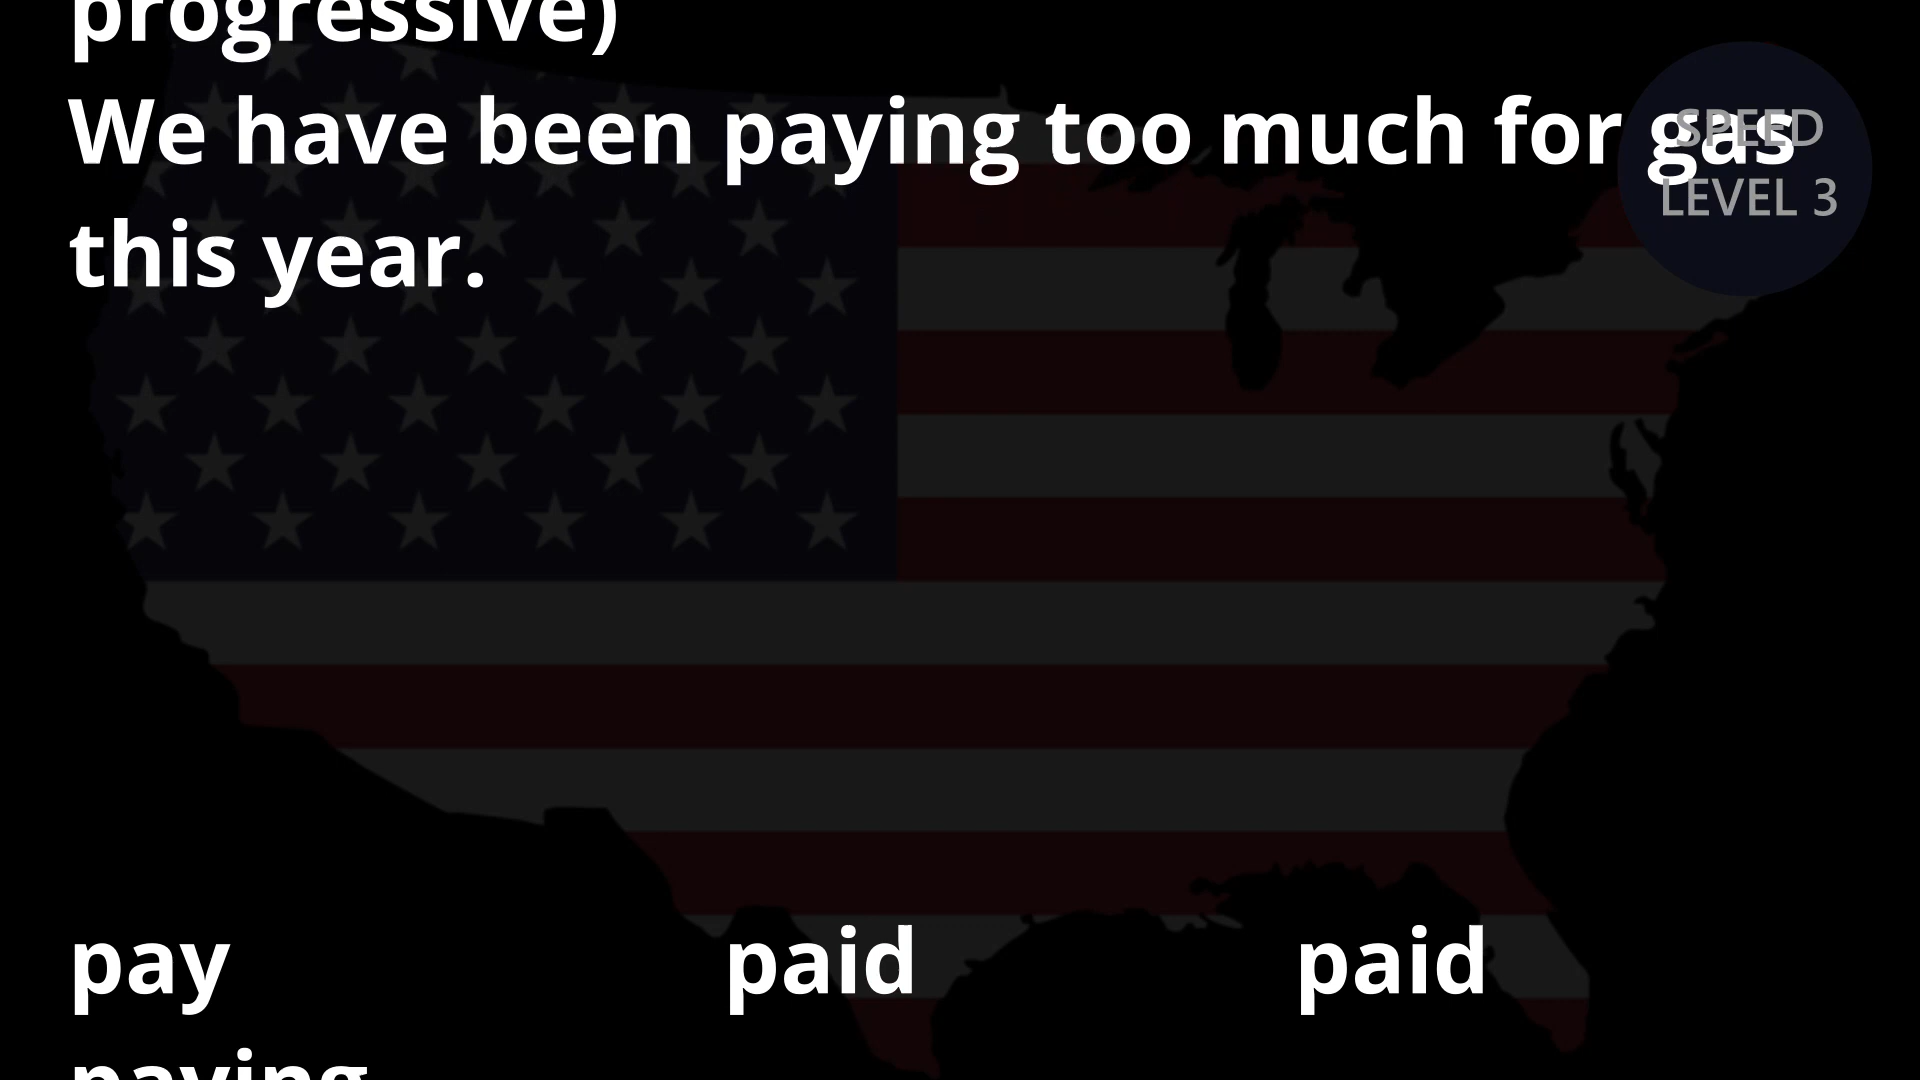 progressive)
We have been paying too much for gas
this year.
SPEED
LEVEL 3
pay paid paid
paying